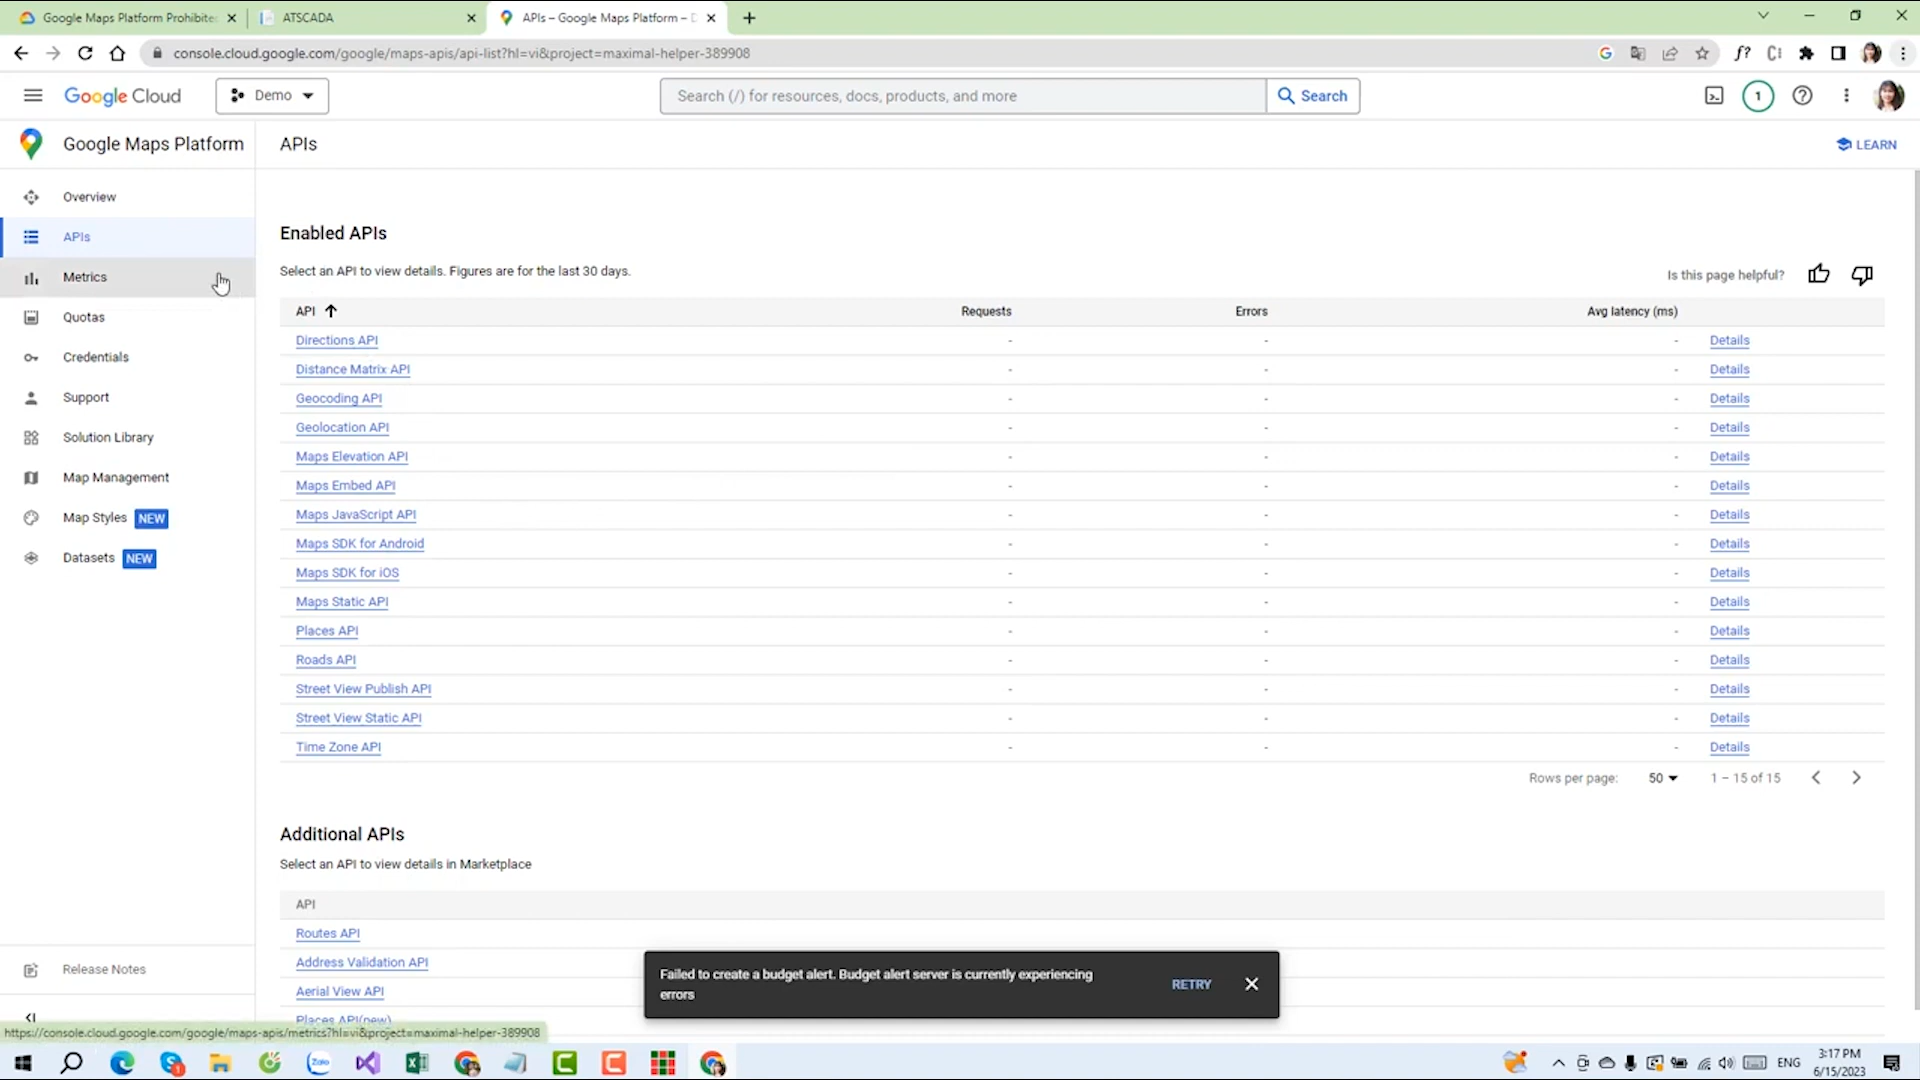 Google Maps Platform Prohibite
ATSCADA
APIs – Google Maps Platform – D
console.cloud.google.com/google/maps-apis/api-list?hl=vi&project=maximal-helper-389908
Google Cloud
Demo
Search (/) for resources, docs, products, and more
Search
1
Google Maps Platform
APIs
LEARN
Overview
APIs
Metrics
Quotas
Credentials
Support
Solution Library
Map Management
Map Styles NEW
Datasets NEW
Release Notes
Enabled APIs
Select an API to view details. Figures are for the last 30 days.
Is this page helpful?
API Requests Errors Avg latency (ms)
Directions API - - - Details
Distance Matrix API - - - Details
Geocoding API - - - Details
Geolocation API - - - Details
Maps Elevation API - - - Details
Maps Embed API - - - Details
Maps JavaScript API - - - Details
Maps SDK for Android - - - Details
Maps SDK for iOS - - - Details
Maps Static API - - - Details
Places API - - - Details
Roads API - - - Details
Street View Publish API - - - Details
Street View Static API - - - Details
Time Zone API - - - Details
Rows per page: 50 1 – 15 of 15
Additional APIs
Select an API to view details in Marketplace
API
Routes API
Address Validation API
Aerial View API
Places API(new)
Failed to create a budget alert. Budget alert server is currently experiencing
errors
RETRY
https://console.cloud.google.com/google/maps-apis/metrics?hl=vi&project=maximal-helper-389908
Zalo
ENG
3:17 PM
6/15/2023